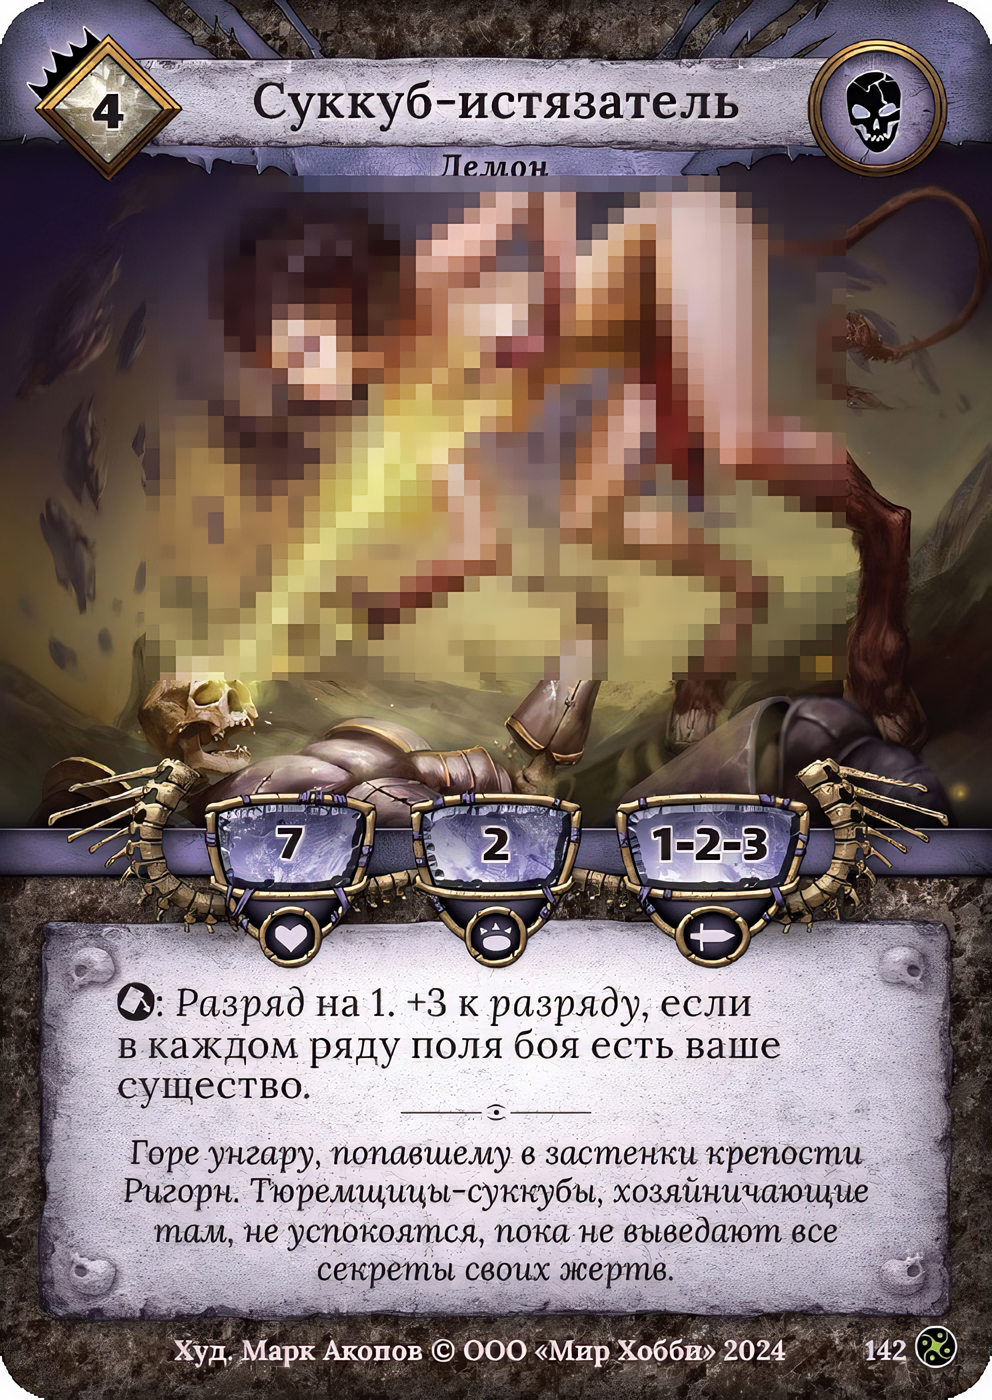 4
Суккуб-истязатель
Демон
7
2
1-2-3
: Разряд на 1. +3 к разряду, если
в каждом ряду поля боя есть ваше
существо.
Горе унгару, попавшему в застенки крепости
Ригорн. Тюремщицы-суккубы, хозяйничающие
там, не успокоятся, пока не выведают все
секреты своих жертв.
Худ. Марк Акопов © ООО «Мир Хобби» 2024
142